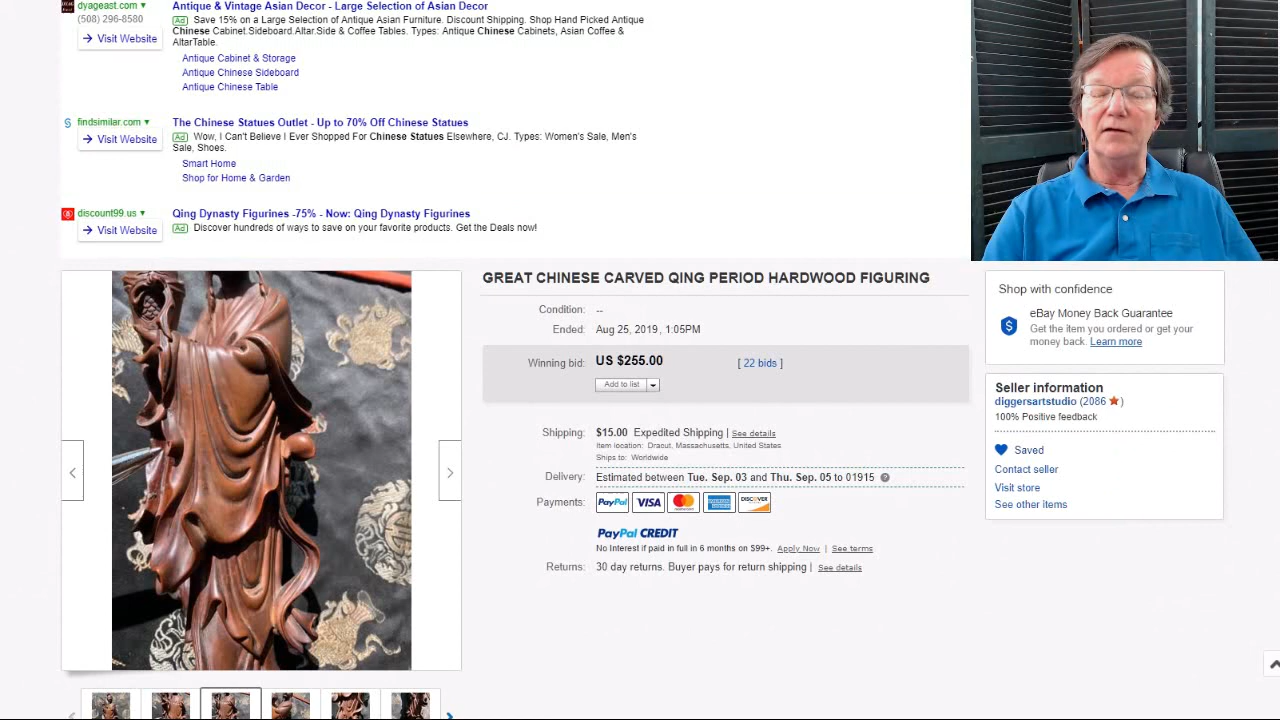 dyageast.com
Antique & Vintage Asian Decor - Large Selection of Asian Decor
(508) 296-8580
Ad Save 15% on a Large Selection of Antique Asian Furniture. Discount Shipping. Shop Hand Picked Antique
Visit Website
Chinese Cabinet.Sideboard.Altar.Side & Coffee Tables. Types: Antique Chinese Cabinets, Asian Coffee &
AltarTable.
Antique Cabinet & Storage
Antique Chinese Sideboard
Antique Chinese Table
findsimilar.com
The Chinese Statues Outlet - Up to 70% Off Chinese Statues
Visit Website
Ad Wow, I Can't Believe I Ever Shopped For Chinese Statues Elsewhere, CJ. Types: Women's Sale, Men's
Sale, Shoes.
Smart Home
Shop for Home & Garden
discount99.us
Qing Dynasty Figurines -75% - Now: Qing Dynasty Figurines
Visit Website
Ad Discover hundreds of ways to save on your favorite products. Get the Deals now!
GREAT CHINESE CARVED QING PERIOD HARDWOOD FIGURING
Condition: --
Ended: Aug 25, 2019 , 1:05PM
Winning bid: US $255.00 [ 22 bids ]
Add to list
Shipping: $15.00 Expedited Shipping | See details
Item location: Dracut, Massachusetts, United States
Ships to: Worldwide
Delivery: Estimated between Tue. Sep. 03 and Thu. Sep. 05 to 01915
Payments: PayPal VISA MasterCard AMERICAN EXPRESS DISCOVER
PayPal CREDIT
No Interest if paid in full in 6 months on $99+. Apply Now | See terms
Returns: 30 day returns. Buyer pays for return shipping | See details
Shop with confidence
eBay Money Back Guarantee
Get the item you ordered or get your
money back. Learn more
Seller information
diggersartstudio (2086 )
100% Positive feedback
Saved
Contact seller
Visit store
See other items